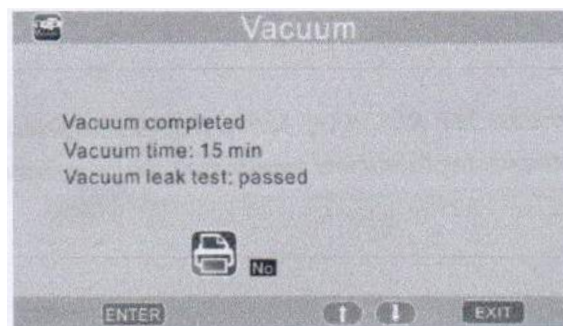 Vacuum
Vacuum completed
Vacuum time: 15 min
Vacuum leak test: passed
No
ENTER
EXIT